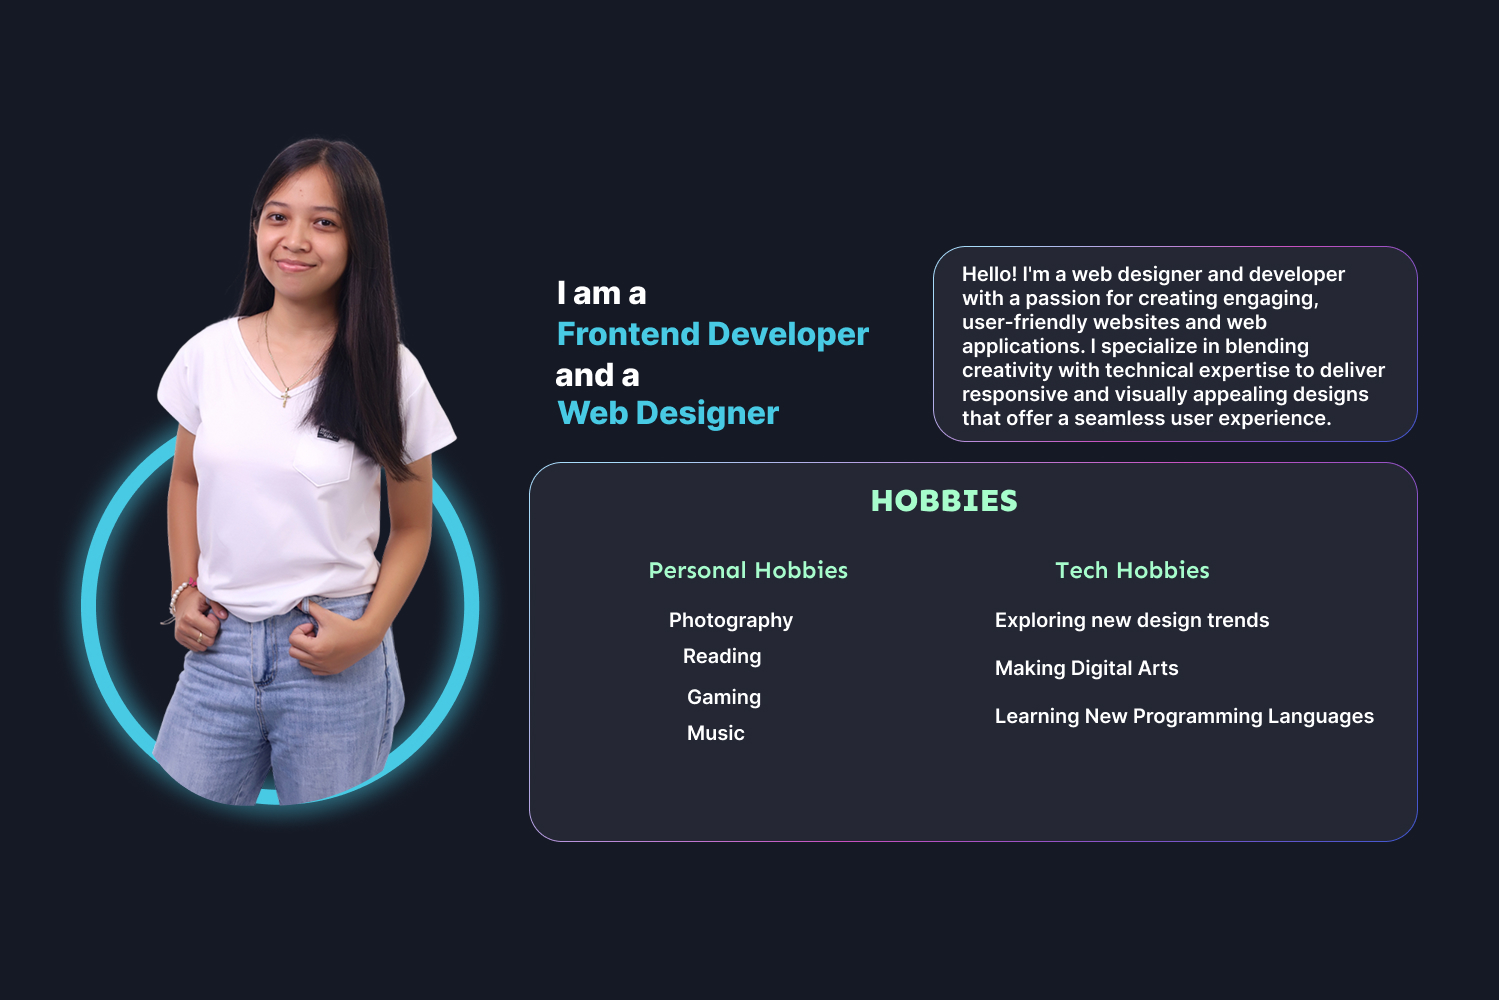 I am a
Frontend Developer
and a
Web Designer
Hello! I'm a web designer and developer
with a passion for creating engaging,
user-friendly websites and web
applications. I specialize in blending
creativity with technical expertise to deliver
responsive and visually appealing designs
that offer a seamless user experience.
HOBBIES
Personal Hobbies
Photography
Reading
Gaming
Music
Tech Hobbies
Exploring new design trends
Making Digital Arts
Learning New Programming Languages